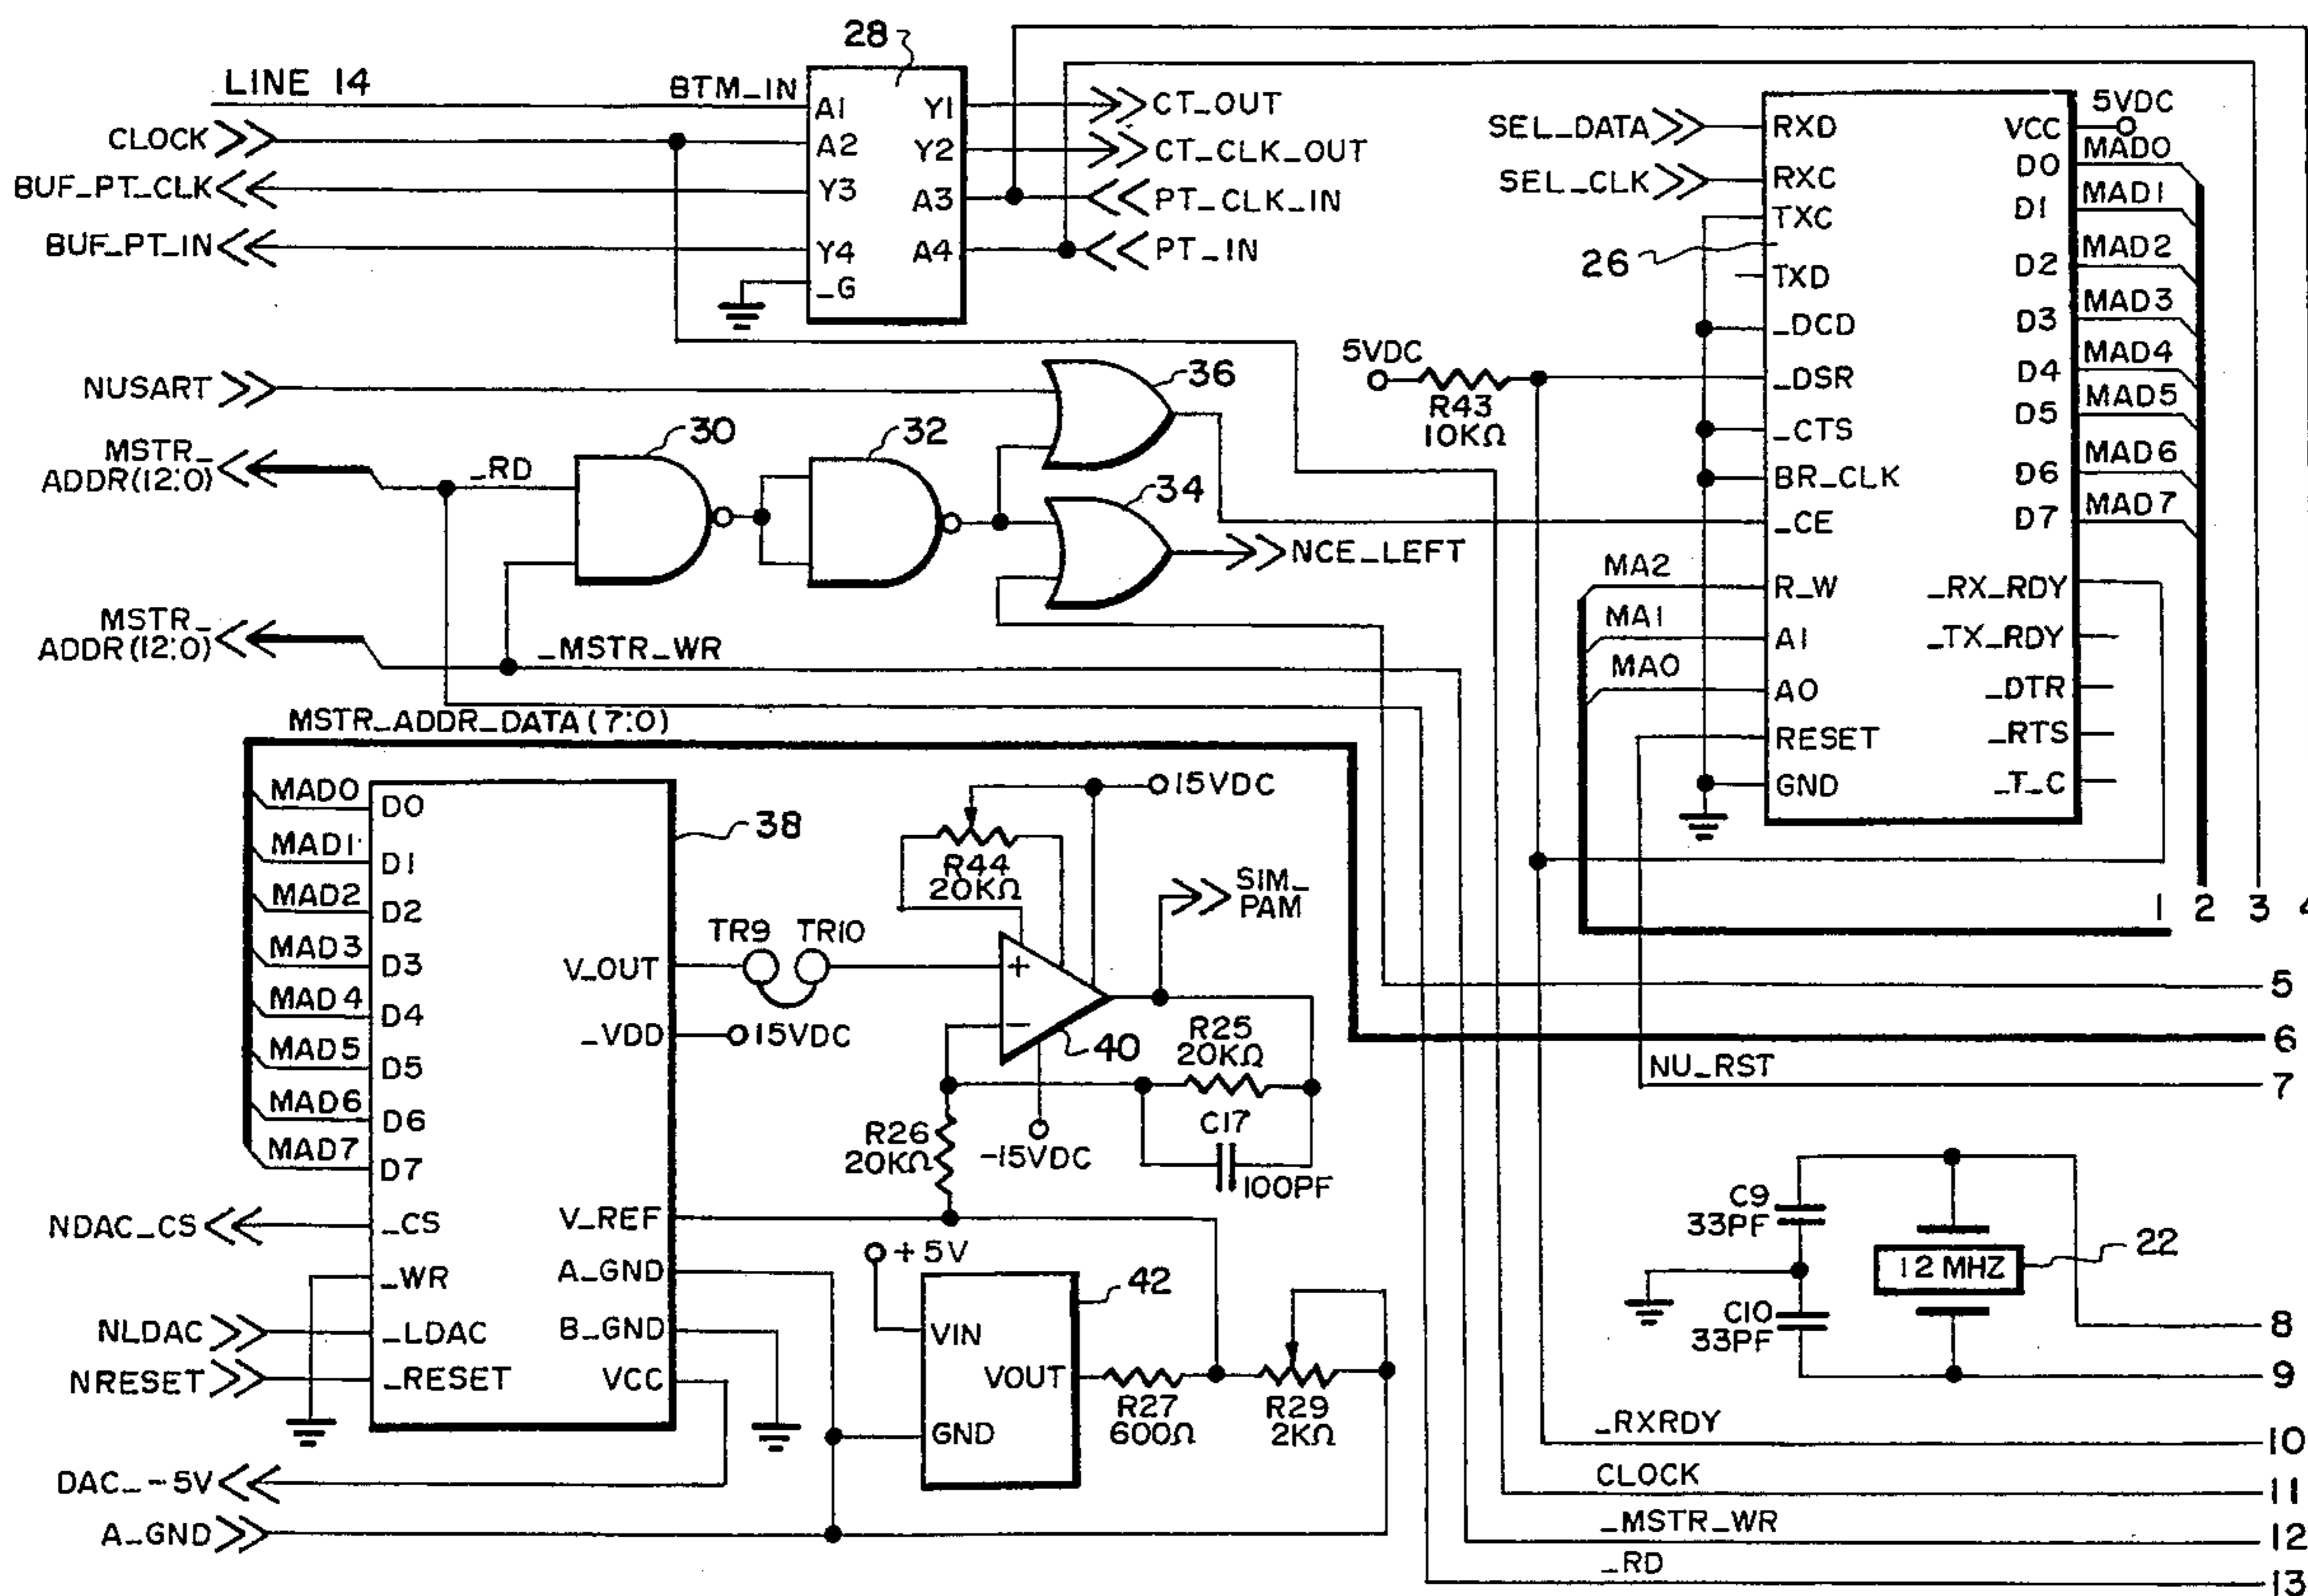 28
LINE 14
BTM_IN
CLOCK
BUF_PT_CLK
BUF_PT_IN
A1
A2
Y3
Y4
_G
Y1
Y2
A3
A4
CT_OUT
CT_CLK_OUT
PT_CLK_IN
PT_IN
SEL_DATA
SEL_CLK
26
RXD
RXC
TXC
TXD
_DCD
_DSR
_CTS
BR_CLK
_CE
R_W
A1
A0
RESET
GND
5VDC
VCC
D0
D1
D2
D3
D4
D5
D6
D7
_RX_RDY
_TX_RDY
_DTR
_RTS
_T_C
MAD0
MAD1
MAD2
MAD3
MAD4
MAD5
MAD6
MAD7
5VDC
R43
10KΩ
MA2
MA1
MA0
NUSART
MSTR_
ADDR(12:0)
_RD
30
32
36
34
NCE_LEFT
MSTR_
ADDR(12:0)
_MSTR_WR
MSTR_ADDR_DATA(7:0)
MAD0
MAD1
MAD2
MAD3
MAD4
MAD5
MAD6
MAD7
D0
D1
D2
D3
D4
D5
D6
D7
_CS
_WR
_LDAC
_RESET
38
V_OUT
_VDD
V_REF
A_GND
B_GND
VCC
NDAC_CS
NLDAC
NRESET
DAC_-5V
A_GND
TR9
TR10
15VDC
15VDC
R44
20KΩ
SIM_
PAM
+
−
40
R25
20KΩ
R26
20KΩ
-15VDC
C17
100PF
+5V
42
VIN
VOUT
GND
R27
600Ω
R29
2KΩ
NU_RST
C9
33PF
C10
33PF
12 MHZ
22
_RXRDY
CLOCK
_MSTR_WR
_RD
1 2 3 4
5
6
7
8
9
10
11
12
13